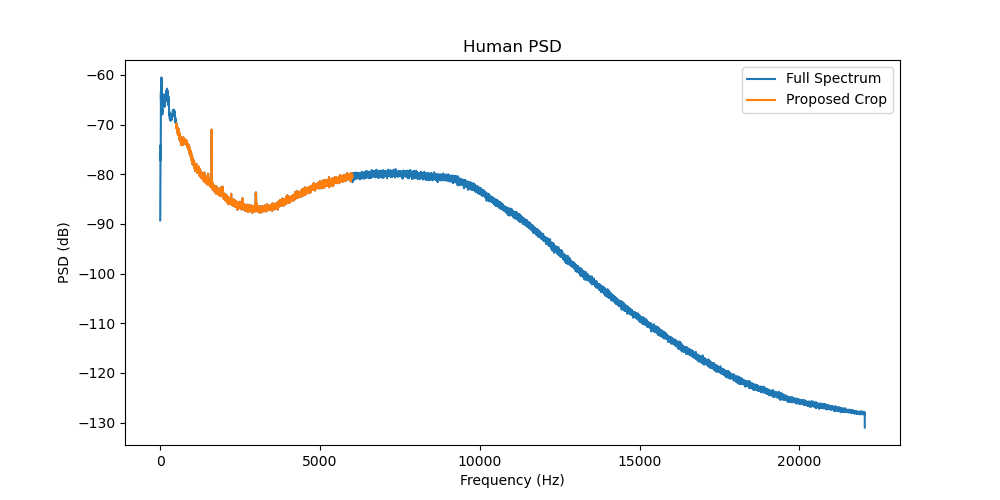 Human PSD
Full Spectrum
Proposed Crop
PSD (dB)
−60
−70
−80
−90
−100
−110
−120
−130
0
5000
10000
15000
20000
Frequency (Hz)